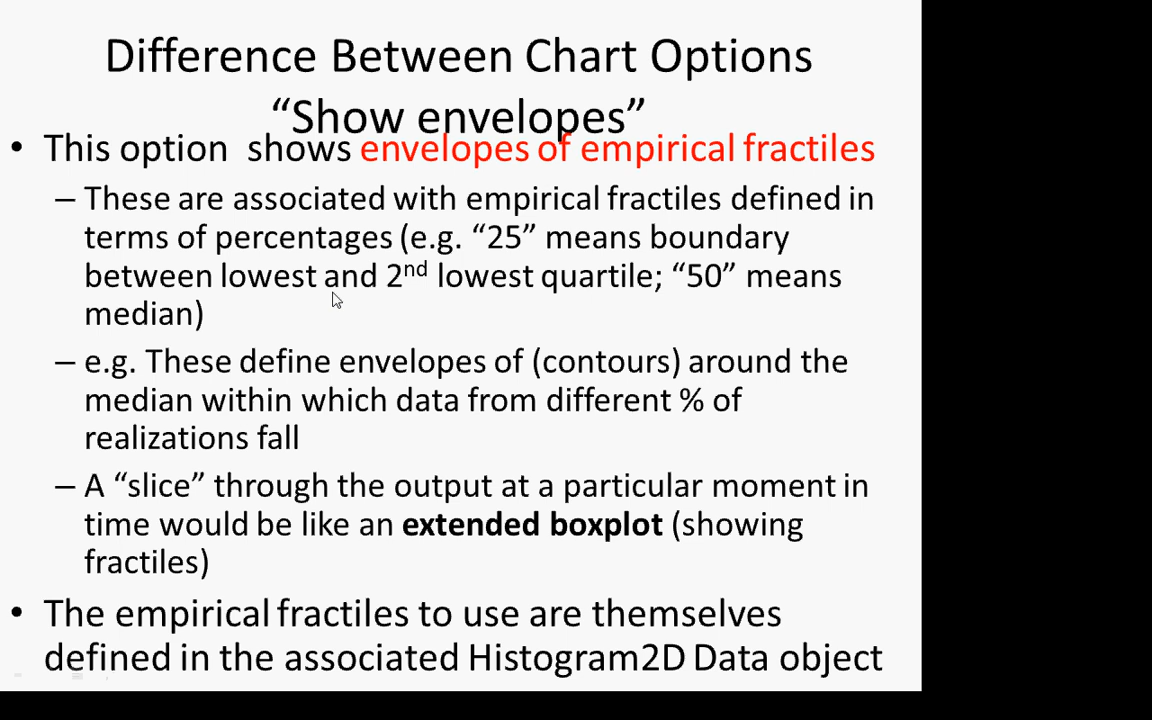 Difference Between Chart Options
“Show envelopes”
• This option shows envelopes of empirical fractiles
– These are associated with empirical fractiles defined in
terms of percentages (e.g. “25” means boundary
between lowest and 2nd lowest quartile; “50” means
median)
– e.g. These define envelopes of (contours) around the
median within which data from different % of
realizations fall
– A “slice” through the output at a particular moment in
time would be like an extended boxplot (showing
fractiles)
• The empirical fractiles to use are themselves
defined in the associated Histogram2D Data object